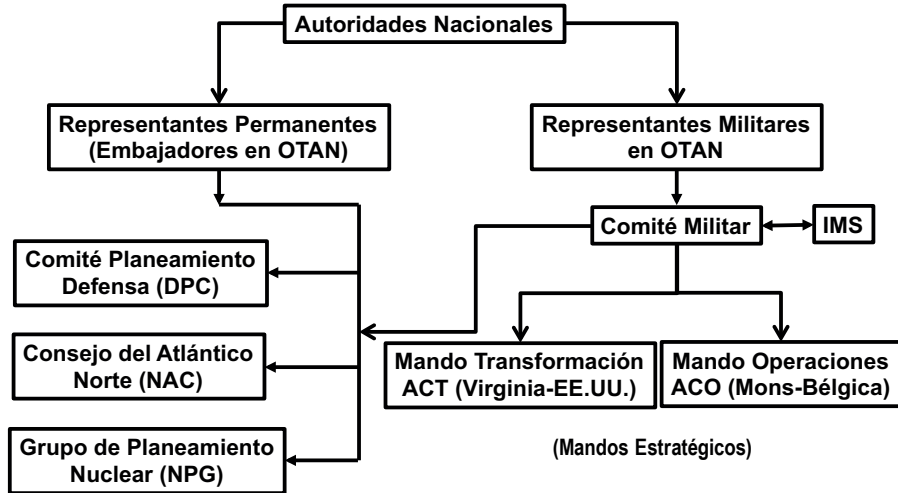 Autoridades Nacionales
Representantes Permanentes
(Embajadores en OTAN)
Representantes Militares
en OTAN
Comité Militar
IMS
Comité Planeamiento
Defensa (DPC)
Consejo del Atlántico
Norte (NAC)
Grupo de Planeamiento
Nuclear (NPG)
Mando Transformación
ACT (Virginia-EE.UU.)
Mando Operaciones
ACO (Mons-Bélgica)
(Mandos Estratégicos)